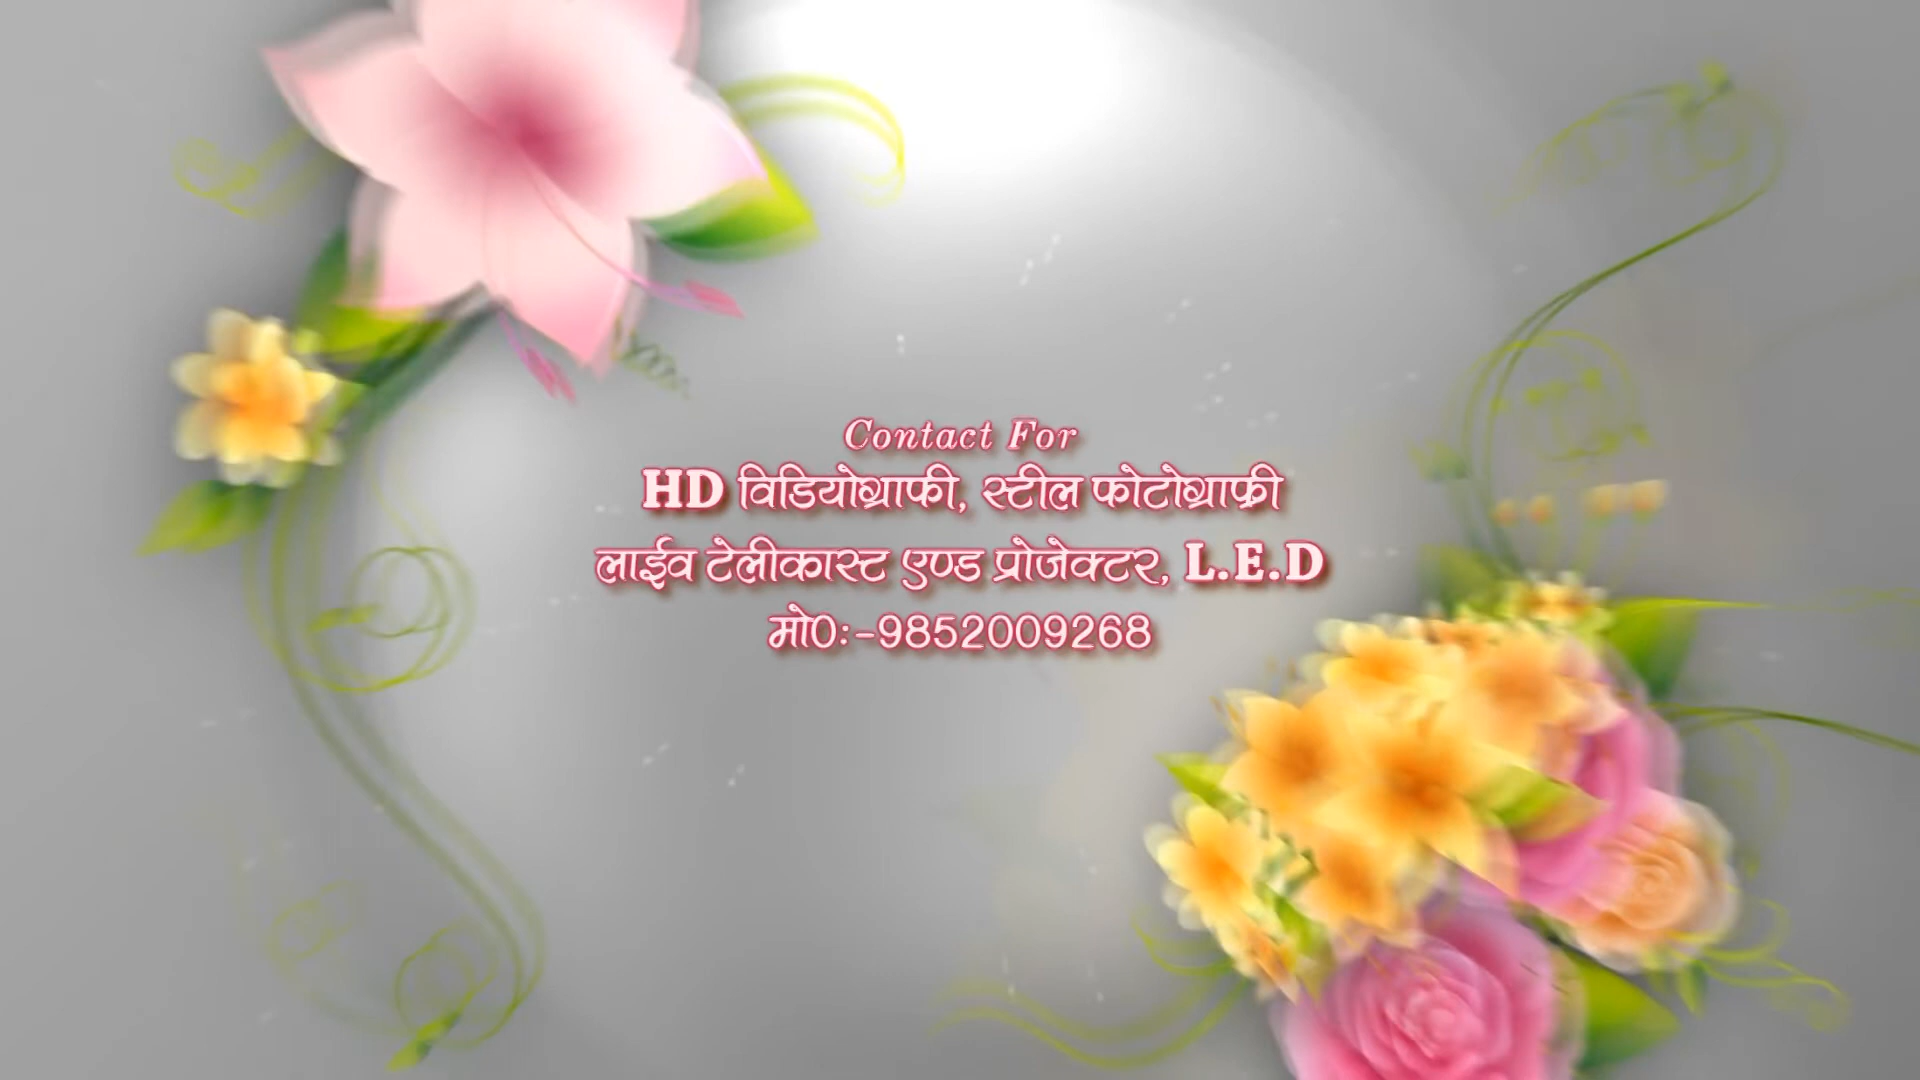 Contact For
HD विडियोग्राफी, स्टील फोटोग्राफ्री
लाईव टेलीकास्ट एण्ड प्रोजेक्टर, L.E.D
मो0:-9852009268